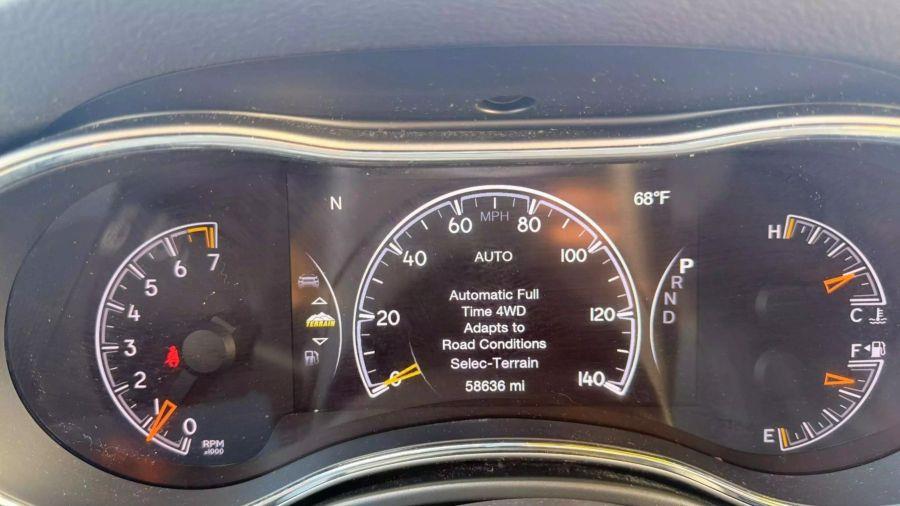 N
68°F
7
6
5
4
3
2
1
0
RPM
x1000
TERRAIN
MPH
0
20
40
60
80
100
120
140
AUTO
Automatic Full
Time 4WD
Adapts to
Road Conditions
Selec-Terrain
58636 mi
P
R
N
D
H
C
F
E